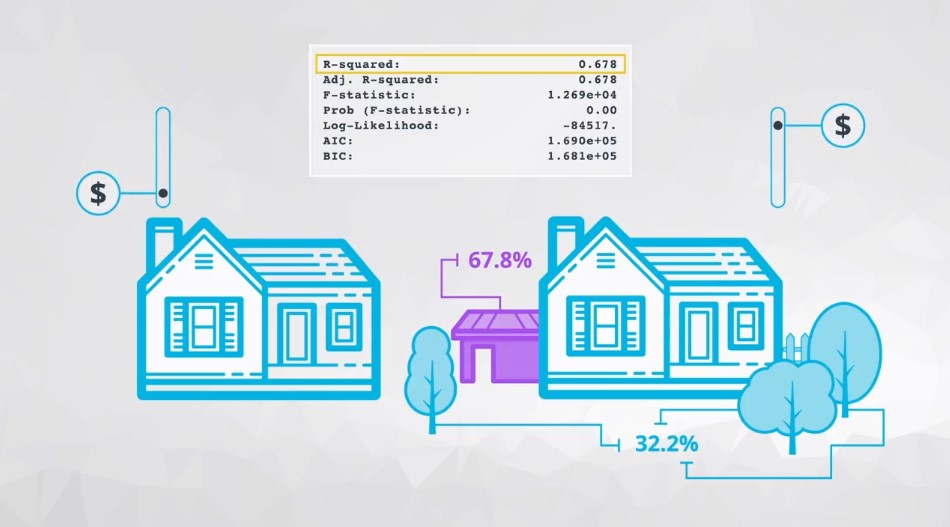 R-squared: 0.678
Adj. R-squared: 0.678
F-statistic: 1.269e+04
Prob (F-statistic): 0.00
Log-Likelihood: -84517.
AIC: 1.690e+05
BIC: 1.681e+05
$
$
67.8%
32.2%